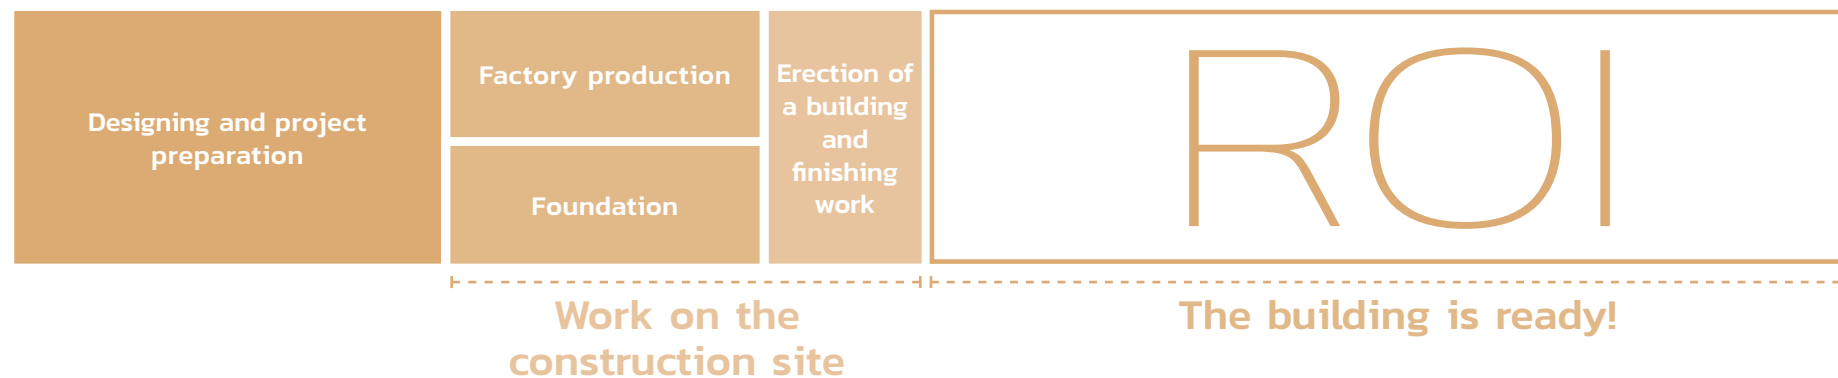 Designing and project
preparation
Factory production
Foundation
Erection of
a building
and
finishing
work
ROI
Work on the
construction site
The building is ready!